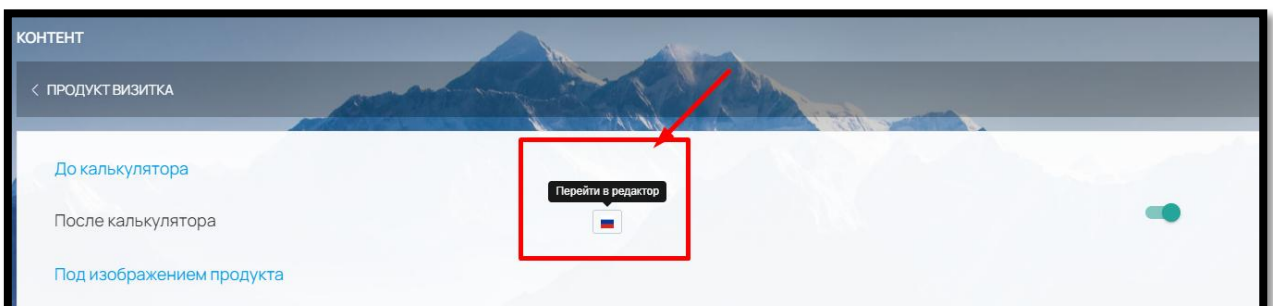 КОНТЕНТ
< ПРОДУКТ ВИЗИТКА
До калькулятора
Перейти в редактор
После калькулятора
Под изображением продукта